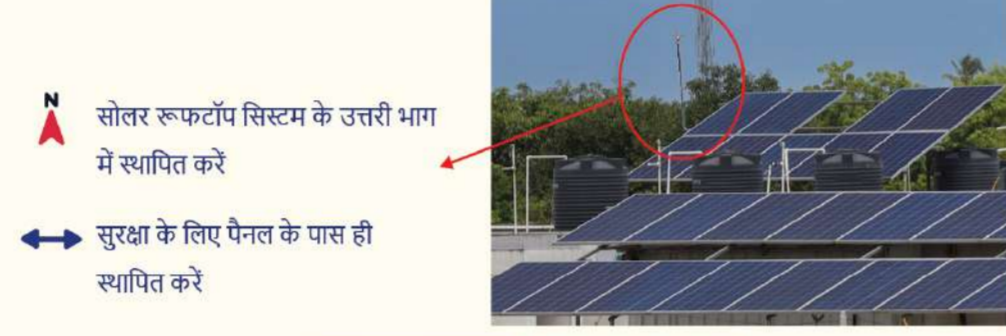 N
सोलर रूफटॉप सिस्टम के उत्तरी भाग
में स्थापित करें
सुरक्षा के लिए पैनल के पास ही
स्थापित करें